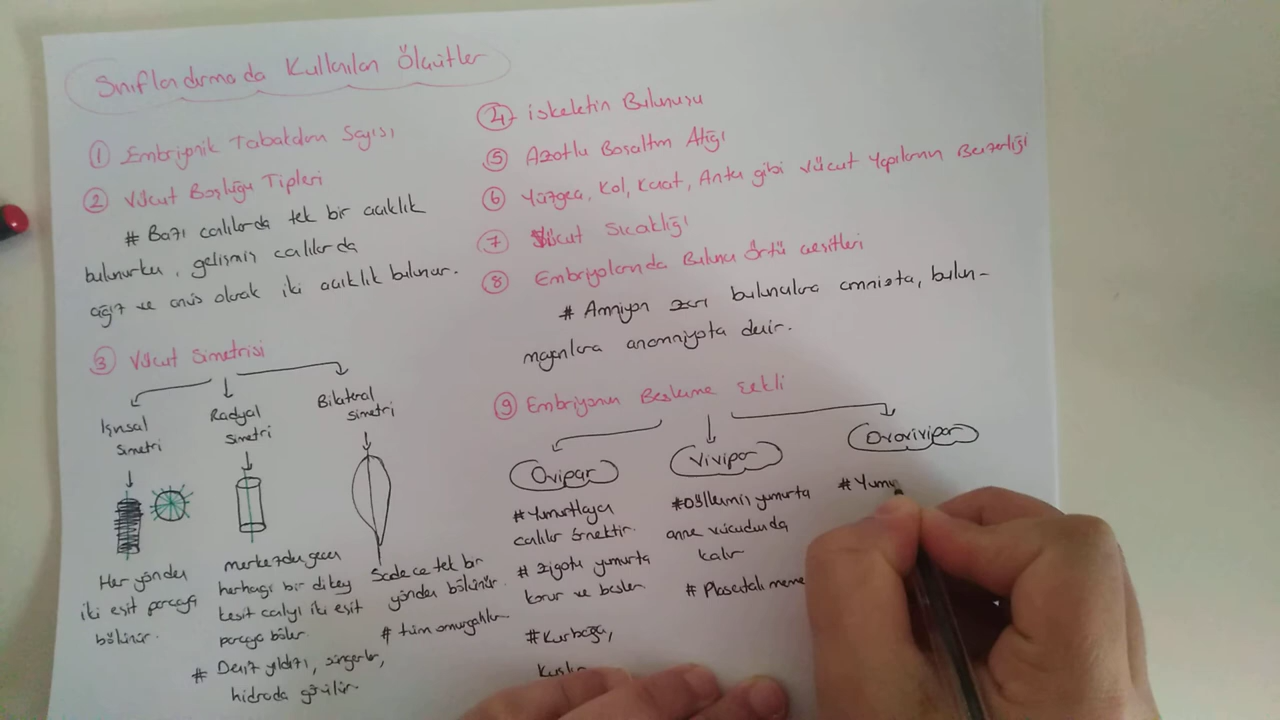 Sınıflandırmada Kullanılan Ölçütler
① Embriyonik Tabakaların Sayısı
② Vücut Boşluğu Tipleri
# Bazı canlılarda tek bir açıklık
bulunurken, gelişmiş canlılarda
ağız ve anüs olarak iki açıklık bulunur.
③ Vücut Simetrisi
Işınsal
Simetri
Radyal
simetri
Bilateral
simetri
Her yönden
iki eşit parçaya
bölünür.
merkezden geçen
herhangi bir dikey
kesit canlıyı iki eşit
parçaya böler
# Deniz yıldızı, süngerler,
hidrada görülür.
Sadece tek bir
yönden bölünür.
# tüm omurgalılar
④ İskeletin Bulunuşu
⑤ Azotlu Boşaltım Atığı
⑥ Yüzgeç, Kol, Kanat, Anten gibi Vücut Yapılarının Benzerliği
⑦ Vücut Sıcaklığı
⑧ Embriyolarında Bulunan Örtü çeşitleri
# Amniyon zarı bulunanlara amniota, bulun-
mayanlara anamniyota denir.
⑨ Embriyonun Beslenme Şekli
Ovipar
# Yumurtlayan
canlılar örnektir.
# Zigotu yumurta
korur ve besler
# Kurbağa,
Kuşlar
Vivipar
# Döllenmiş yumurta
anne vücudunda
kalır
# Plasentalı meme
Ovovivipar
# Yumu